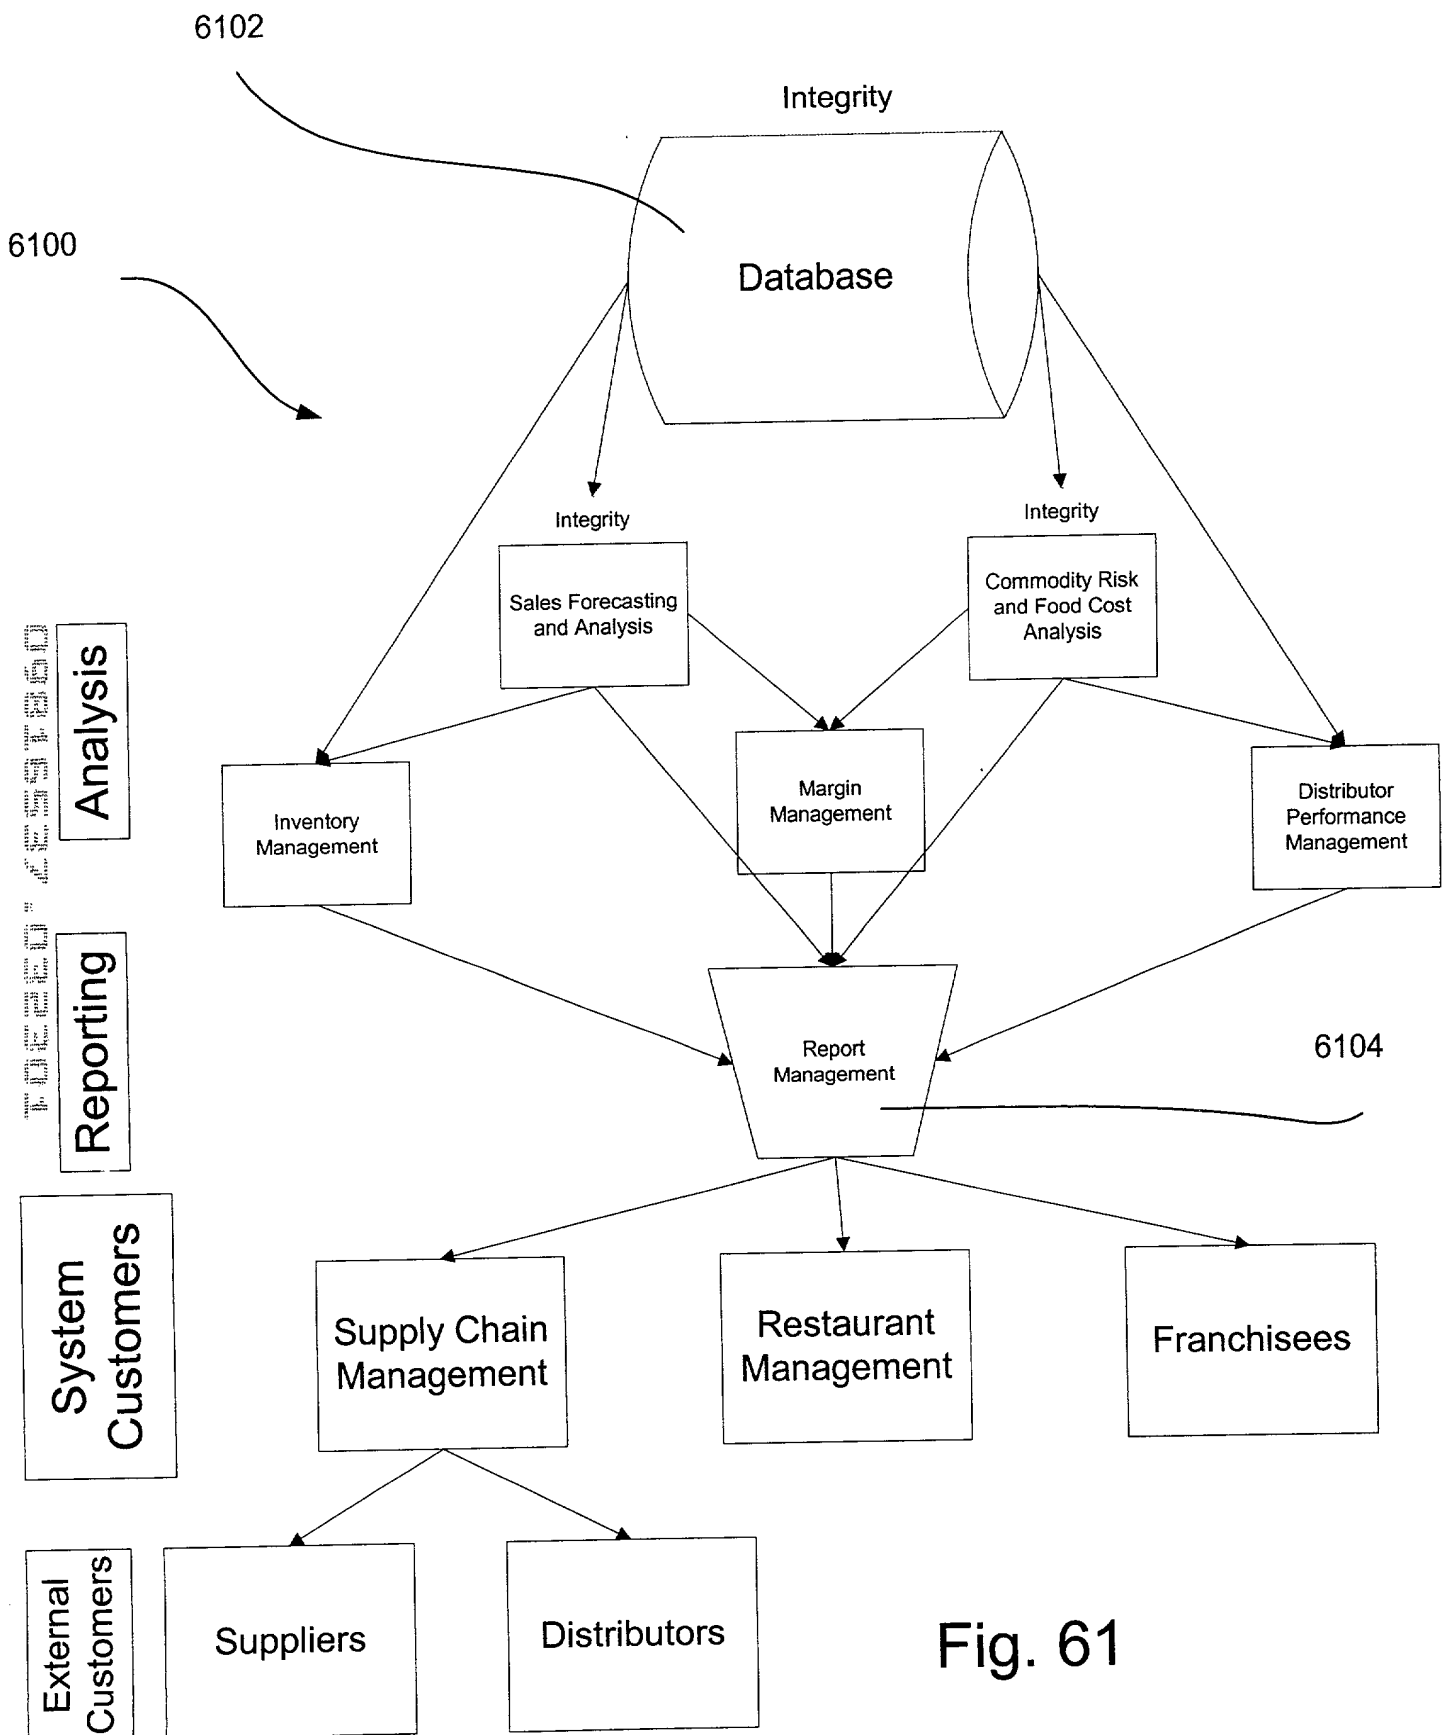 6102
Integrity
6100
Database
Integrity
Integrity
Sales Forecasting
and Analysis
Commodity Risk
and Food Cost
Analysis
Analysis
Inventory
Management
Margin
Management
Distributor
Performance
Management
Reporting
Report
Management
6104
System
Customers
Supply Chain
Management
Restaurant
Management
Franchisees
External
Customers
Suppliers
Distributors
Fig. 61